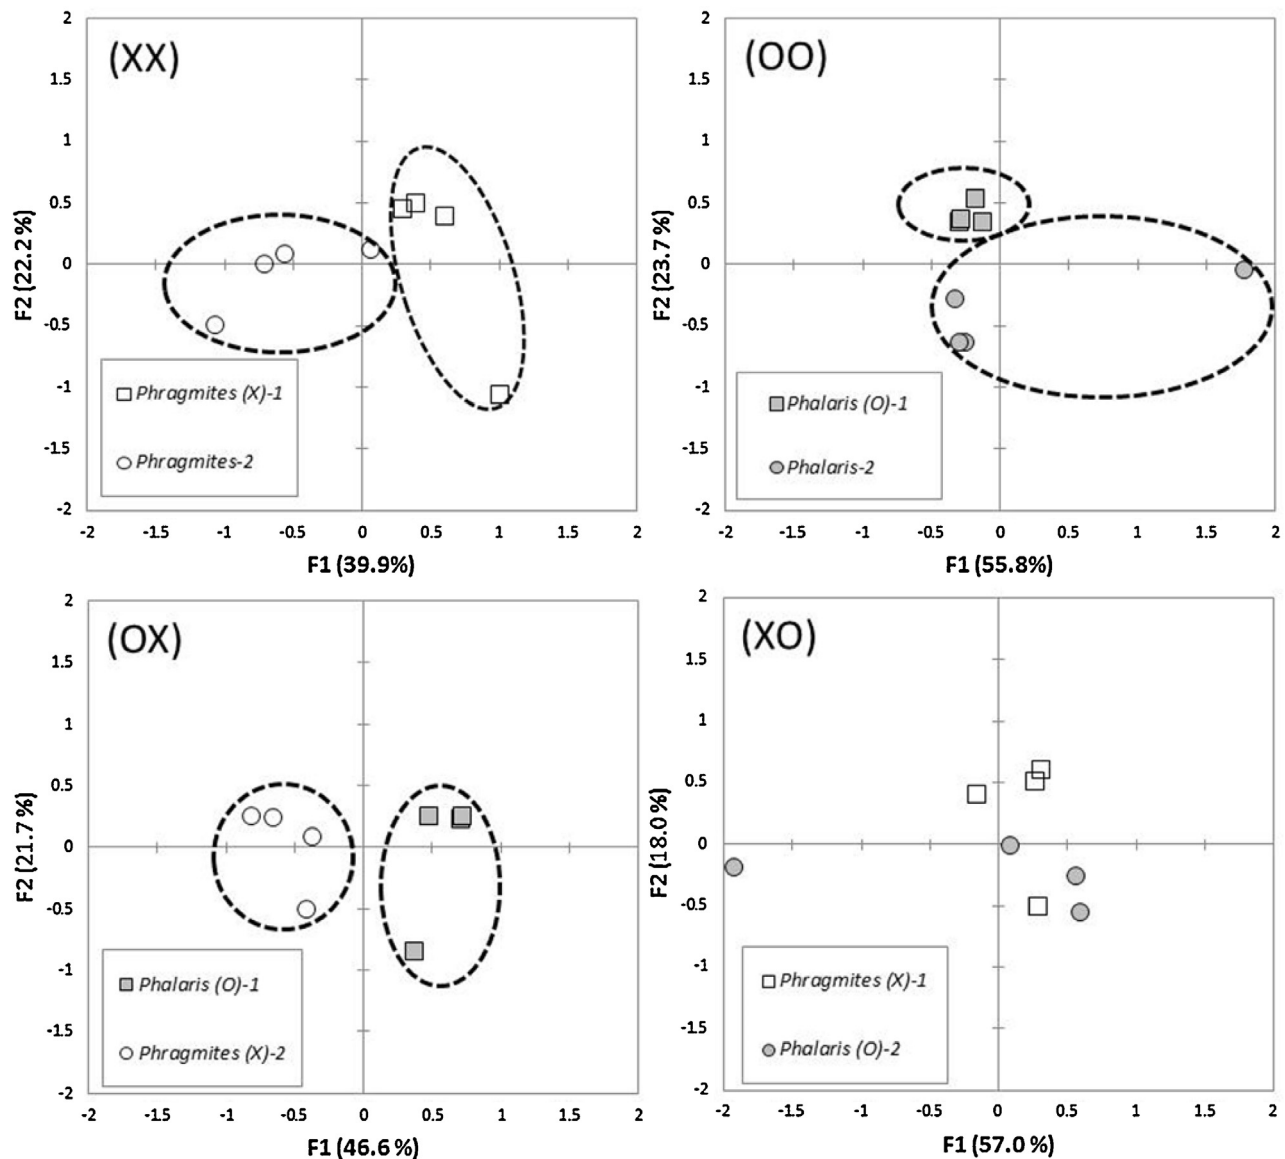 (XX)
2
1.5
1
0.5
0
-0.5
-1
-1.5
-2
F2 (22.2 %)
Phragmites (X)-1
Phragmites-2
-2 -1.5 -1 -0.5 0 0.5 1 1.5 2
F1 (39.9%)
(OO)
2
1.5
1
0.5
0
-0.5
-1
-1.5
-2
F2 (23.7 %)
Phalaris (O)-1
Phalaris-2
-2 -1.5 -1 -0.5 0 0.5 1 1.5 2
F1 (55.8%)
(OX)
2
1.5
1
0.5
0
-0.5
-1
-1.5
-2
F2 (21.7 %)
Phalaris (O)-1
Phragmites (X)-2
-2 -1.5 -1 -0.5 0 0.5 1 1.5 2
F1 (46.6 %)
(XO)
2
1.5
1
0.5
0
-0.5
-1
-1.5
-2
F2 (18.0 %)
Phragmites (X)-1
Phalaris (O)-2
-2 -1.5 -1 -0.5 0 0.5 1 1.5 2
F1 (57.0 %)